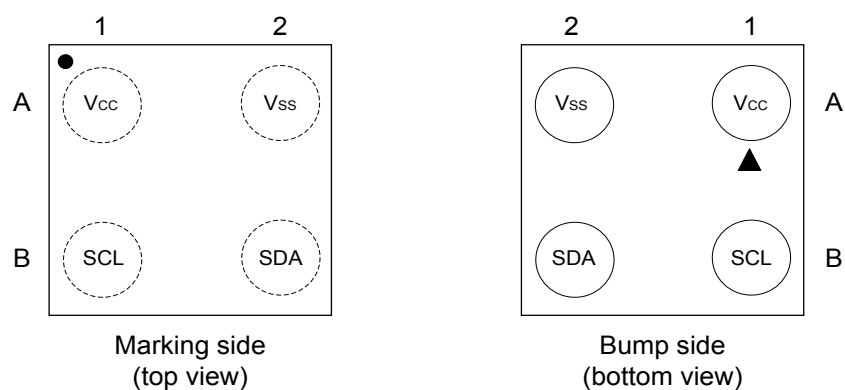 1 2
A Vcc Vss
B SCL SDA
Marking side
(top view)
2 1
Vss Vcc A
SDA SCL B
Bump side
(bottom view)